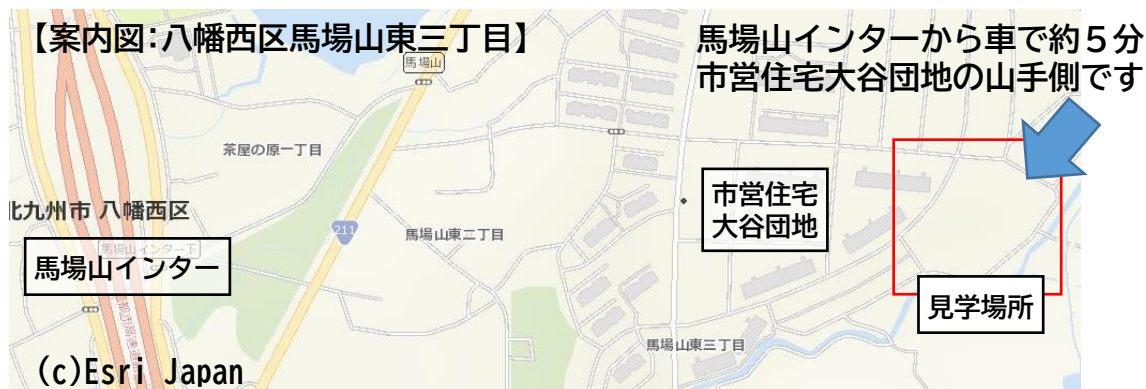 【案内図:八幡西区馬場山東三丁目】
馬場山インターから車で約５分
市営住宅大谷団地の山手側です
馬場山
茶屋の原一丁目
市営住宅
大谷団地
北九州市 八幡西区
211
馬場山東二丁目
馬場山インター下
馬場山インター
見学場所
馬場山東三丁目
(c)Esri Japan